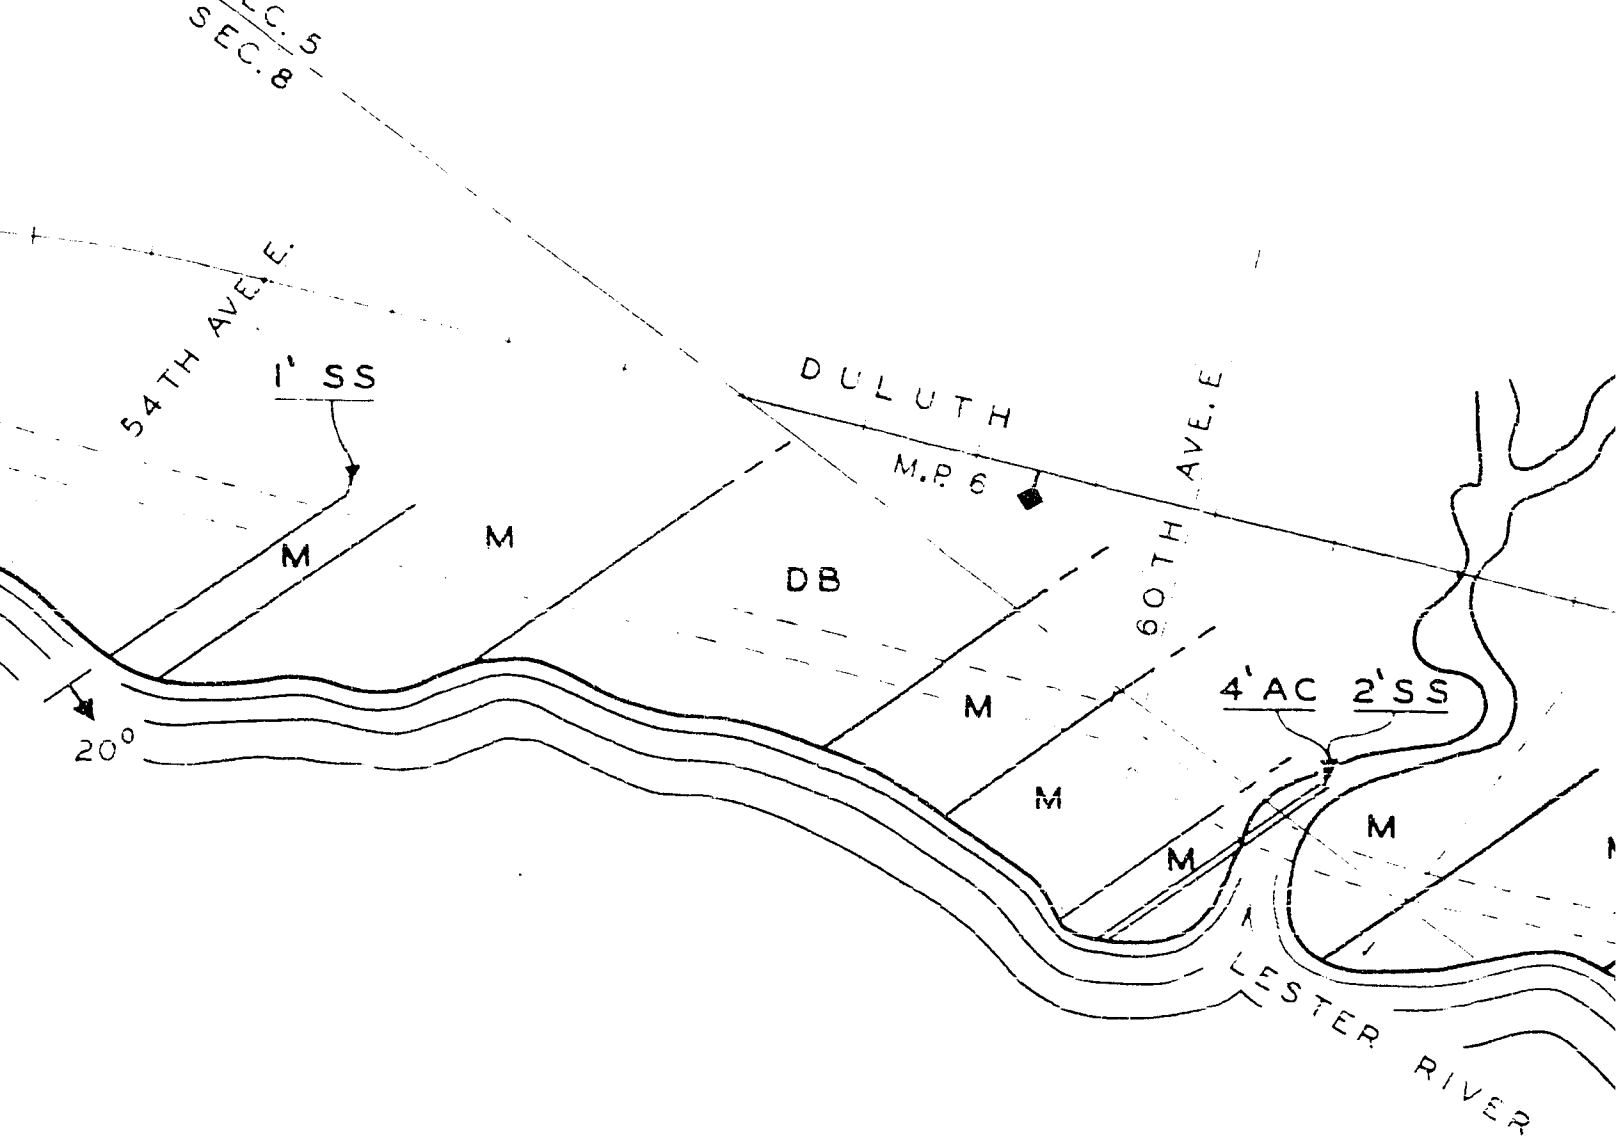 SEC. 5
SEC. 8
54TH AVE. E.
1' SS
DULUTH
M.P. 6
60TH AVE. E
M
M
DB
M
4' AC 2' SS
20°
M
M
M
LESTER RIVER